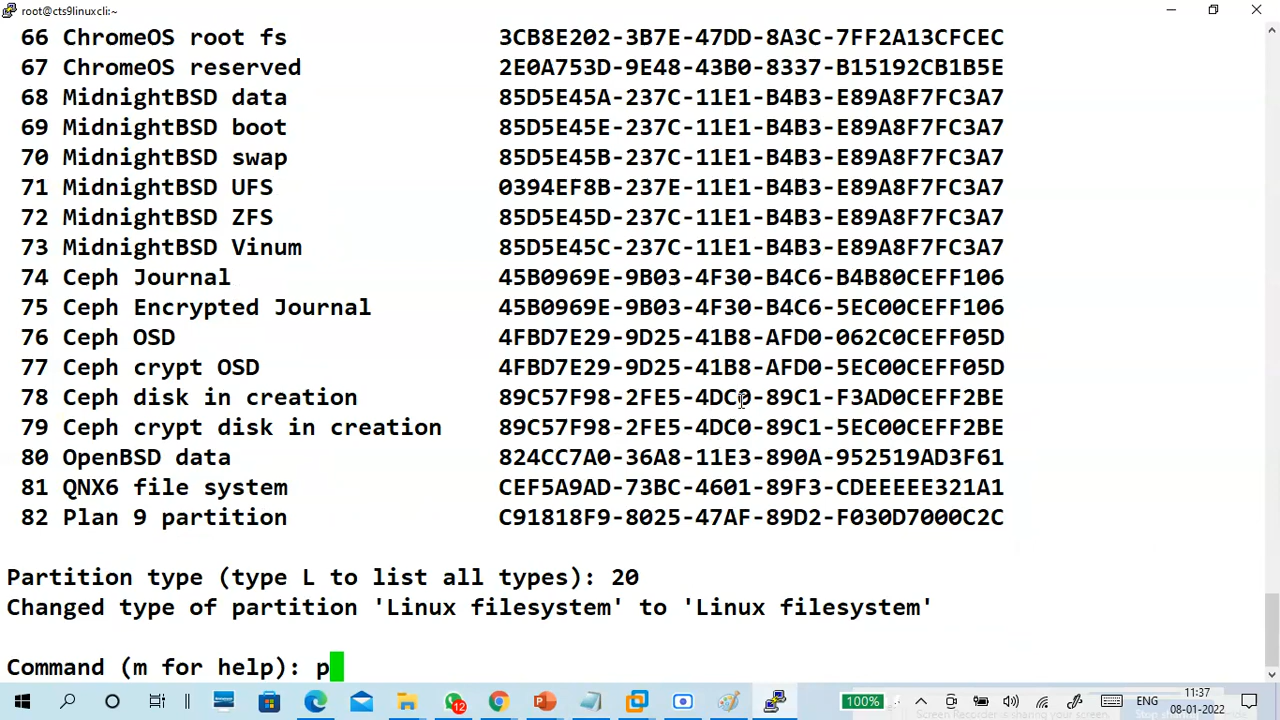 root@cts9linuxcli:~
66 ChromeOS root fs 3CB8E202-3B7E-47DD-8A3C-7FF2A13CFCEC
67 ChromeOS reserved 2E0A753D-9E48-43B0-8337-B15192CB1B5E
68 MidnightBSD data 85D5E45A-237C-11E1-B4B3-E89A8F7FC3A7
69 MidnightBSD boot 85D5E45E-237C-11E1-B4B3-E89A8F7FC3A7
70 MidnightBSD swap 85D5E45B-237C-11E1-B4B3-E89A8F7FC3A7
71 MidnightBSD UFS 0394EF8B-237E-11E1-B4B3-E89A8F7FC3A7
72 MidnightBSD ZFS 85D5E45D-237C-11E1-B4B3-E89A8F7FC3A7
73 MidnightBSD Vinum 85D5E45C-237C-11E1-B4B3-E89A8F7FC3A7
74 Ceph Journal 45B0969E-9B03-4F30-B4C6-B4B80CEFF106
75 Ceph Encrypted Journal 45B0969E-9B03-4F30-B4C6-5EC00CEFF106
76 Ceph OSD 4FBD7E29-9D25-41B8-AFD0-062C0CEFF05D
77 Ceph crypt OSD 4FBD7E29-9D25-41B8-AFD0-5EC00CEFF05D
78 Ceph disk in creation 89C57F98-2FE5-4DC0-89C1-F3AD0CEFF2BE
79 Ceph crypt disk in creation 89C57F98-2FE5-4DC0-89C1-5EC00CEFF2BE
80 OpenBSD data 824CC7A0-36A8-11E3-890A-952519AD3F61
81 QNX6 file system CEF5A9AD-73BC-4601-89F3-CDEEEEE321A1
82 Plan 9 partition C91818F9-8025-47AF-89D2-F030D7000C2C
Partition type (type L to list all types): 20
Changed type of partition 'Linux filesystem' to 'Linux filesystem'
Command (m for help): p
12
100%
ENG
11:37
08-01-2022
Screen Recorder is sharing your screen.